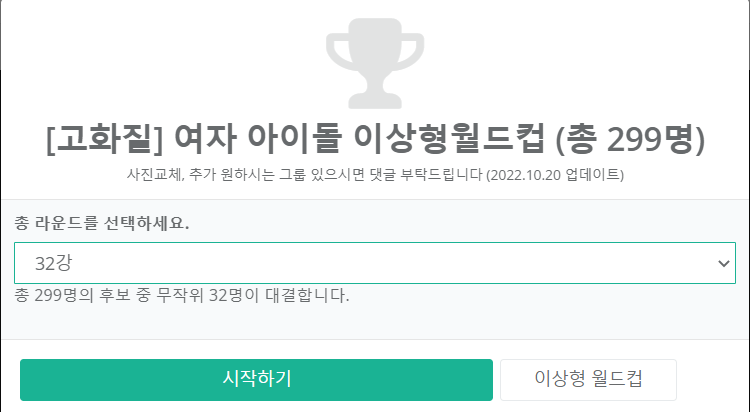 [고화질] 여자 아이돌 이상형월드컵 (총 299명)
사진교체, 추가 원하시는 그룹 있으시면 댓글 부탁드립니다 (2022.10.20 업데이트)
총 라운드를 선택하세요.
32강
총 299명의 후보 중 무작위 32명이 대결합니다.
시작하기
이상형 월드컵